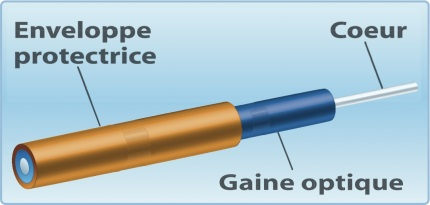 Enveloppe
protectrice
Coeur
Gaine optique